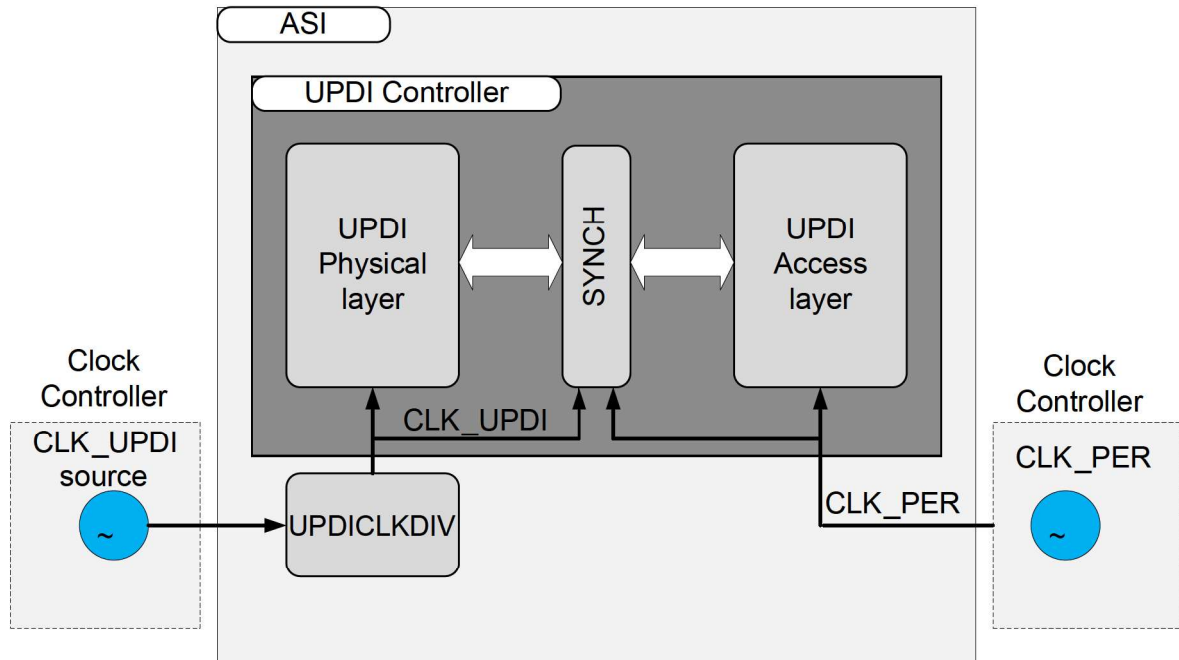 ASI
UPDI Controller
UPDI
Physical
layer
SYNCH
UPDI
Access
layer
Clock
Controller
CLK_UPDI
source
~
CLK_UPDI
UPDICLKDIV
CLK_PER
Clock
Controller
CLK_PER
~